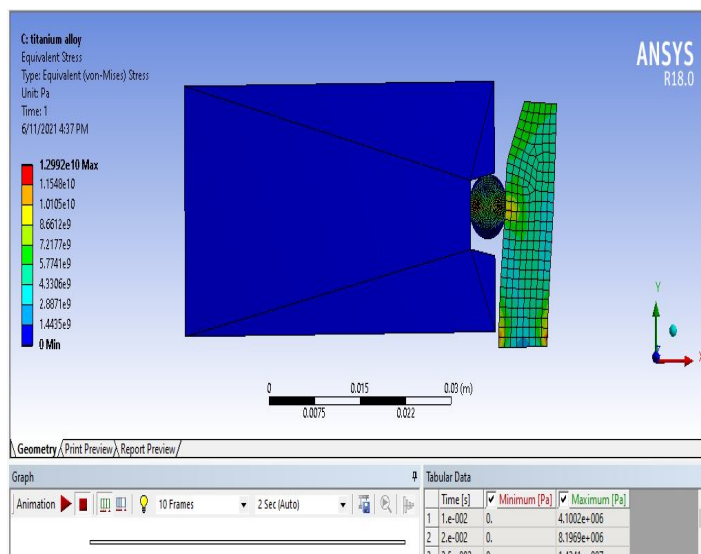 C: titanium alloy
Equivalent Stress
Type: Equivalent (von-Mises) Stress
Unit: Pa
Time: 1
6/11/2021 4:37 PM
ANSYS
R18.0
1.2992e10 Max
1.1548e10
1.0105e10
8.6612e9
7.2177e9
5.7741e9
4.3306e9
2.8871e9
1.4435e9
0 Min
Y
X
0 0.015 0.03 (m)
0.0075 0.022
Geometry Print Preview Report Preview
Graph
Animation 10 Frames 2 Sec (Auto)
Tabular Data
Time [s] Minimum [Pa] Maximum [Pa]
1 1.e-002 0. 4.1002e+006
2 2.e-002 0. 8.1969e+006